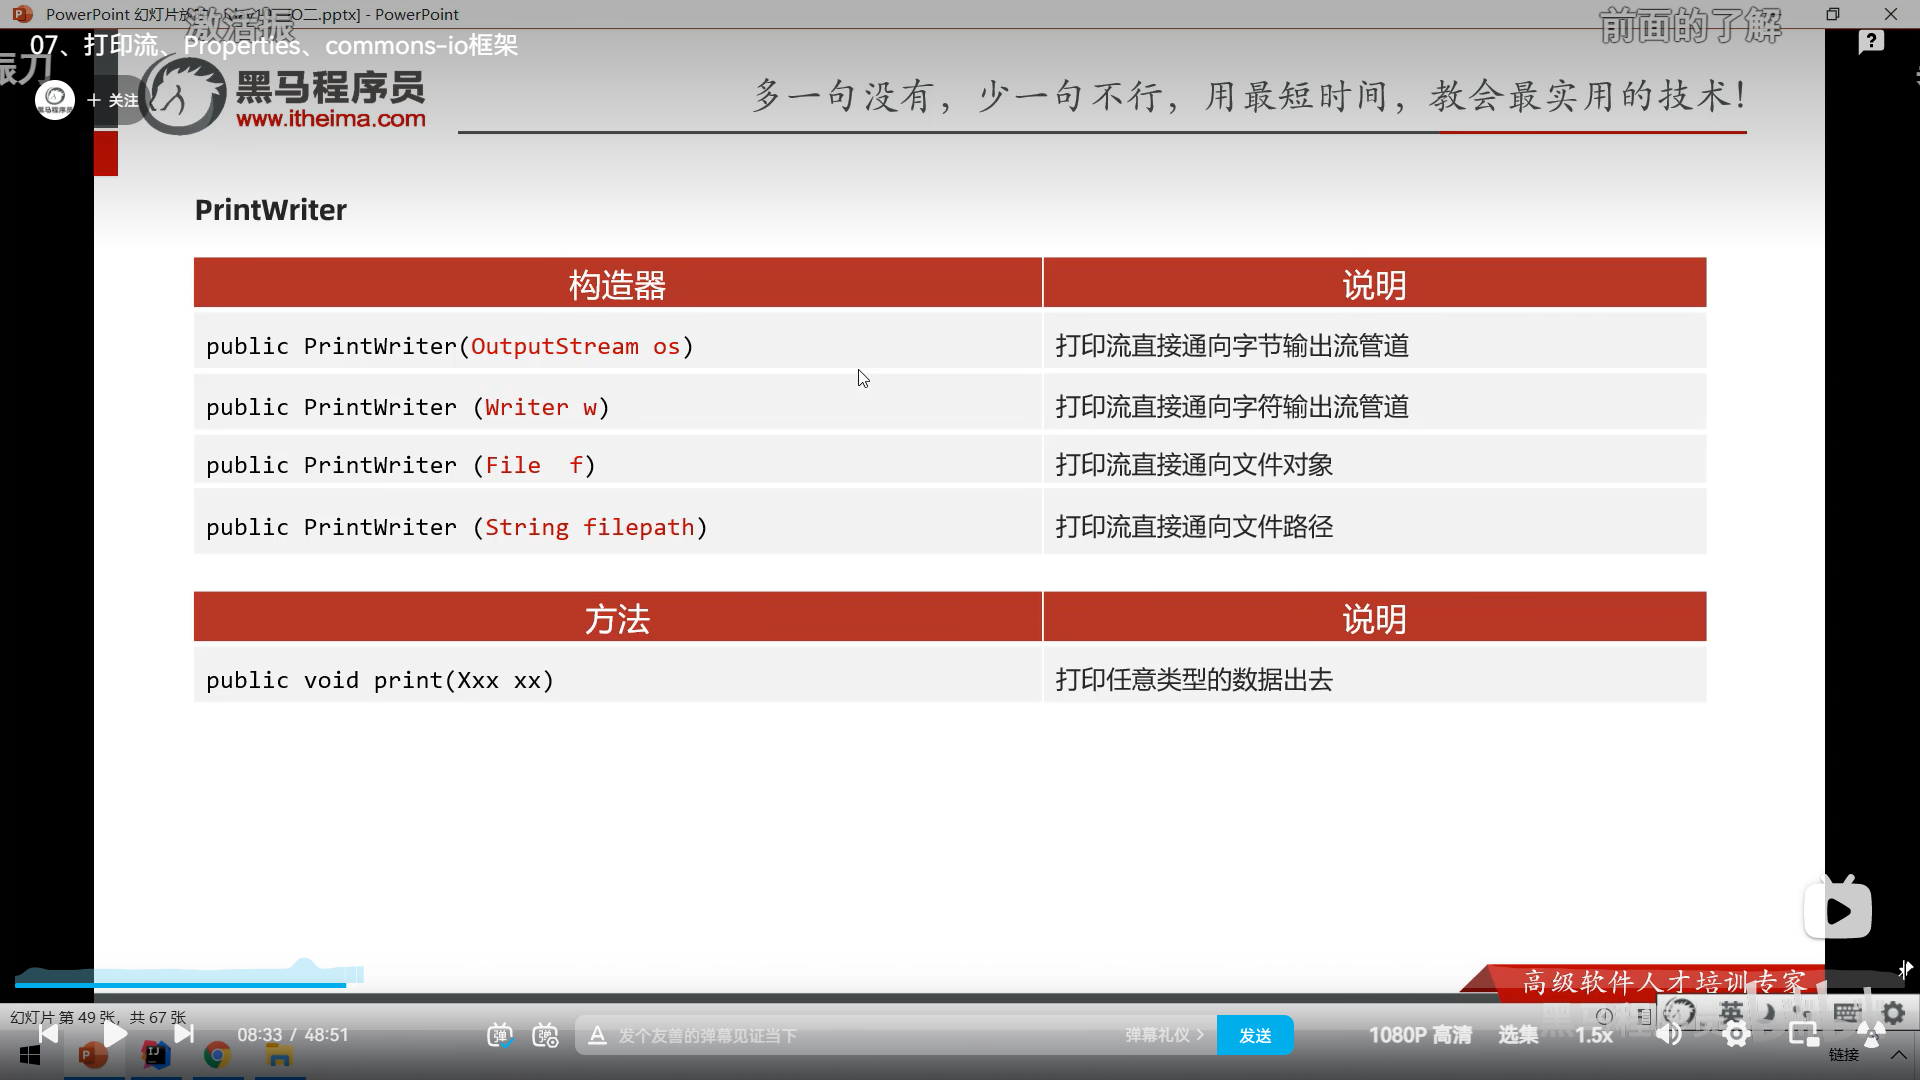 PowerPoint 幻灯片放
O二.pptx] - PowerPoint
激活振
前面的了解
07、打印流、Properties、commons-io框架
振刀
+ 关注
黑马程序员
www.itheima.com
多一句没有，少一句不行，用最短时间，教会最实用的技术！
PrintWriter
构造器 说明
public PrintWriter(OutputStream os) 打印流直接通向字节输出流管道
public PrintWriter (Writer w) 打印流直接通向字符输出流管道
public PrintWriter (File f) 打印流直接通向文件对象
public PrintWriter (String filepath) 打印流直接通向文件路径
方法 说明
public void print(Xxx xx) 打印任意类型的数据出去
高级软件人才培训专家
幻灯片 第 49 张，共 67 张
英
08:33 / 48:51
弹
弹
A
发个友善的弹幕见证当下
弹幕礼仪 >
发送
1080P 高清
选集
1.5x
链接